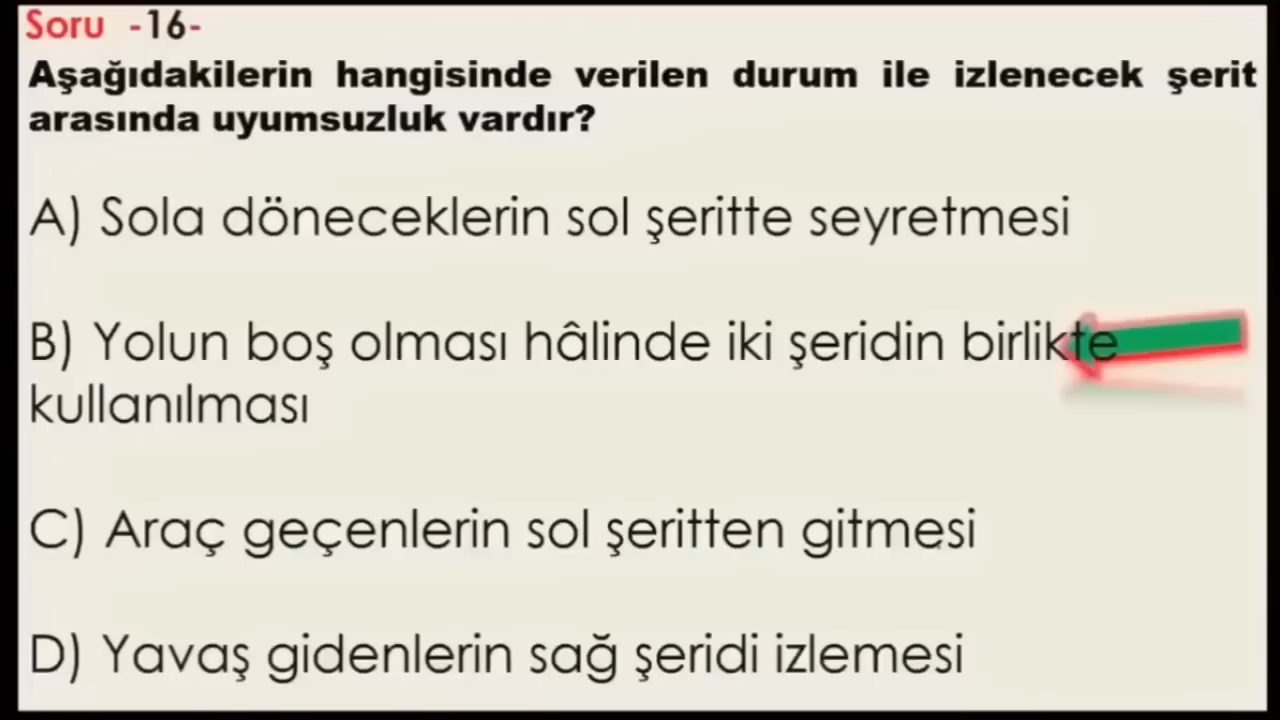 Soru -16-
Aşağıdakilerin hangisinde verilen durum ile izlenecek şerit
arasında uyumsuzluk vardır?
A) Sola döneceklerin sol şeritte seyretmesi
B) Yolun boş olması hâlinde iki şeridin birlikte
kullanılması
C) Araç geçenlerin sol şeritten gitmesi
D) Yavaş gidenlerin sağ şeridi izlemesi